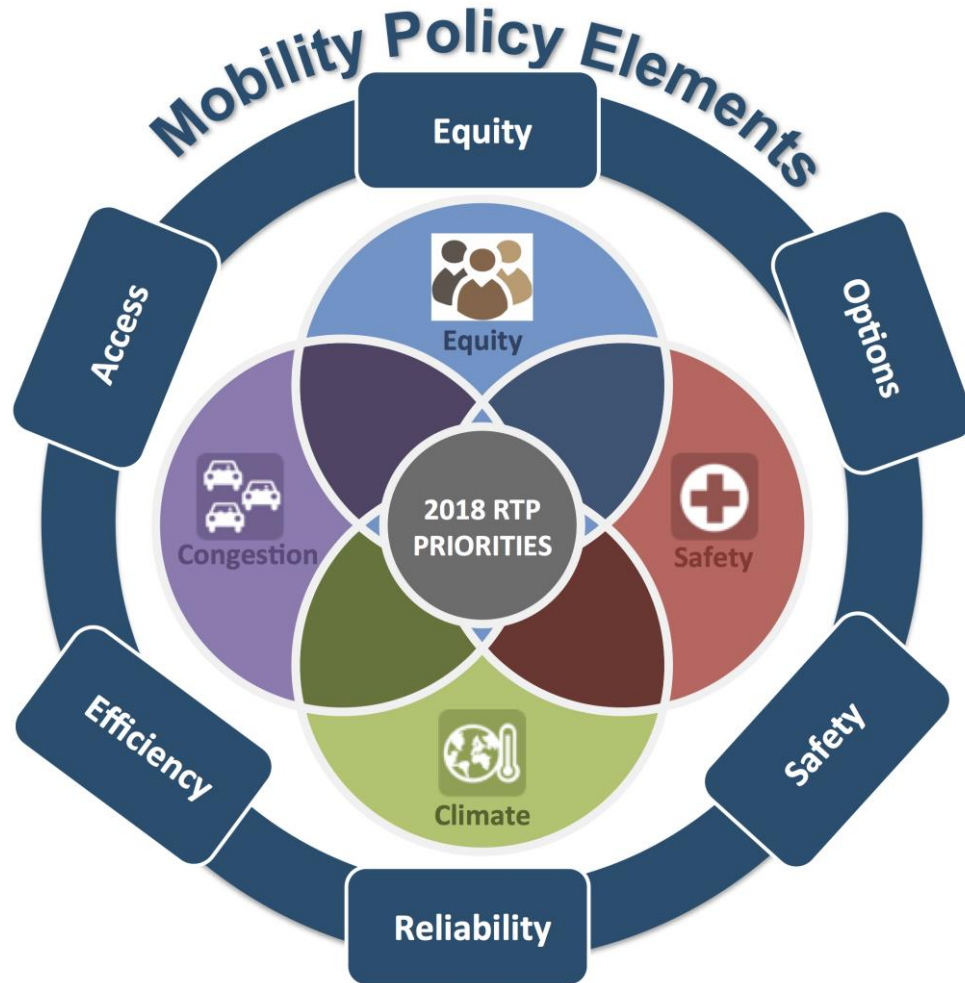 Mobility Policy Elements
Equity
Access
Options
Equity
Congestion
2018 RTP
PRIORITIES
Safety
Climate
Efficiency
Safety
Reliability